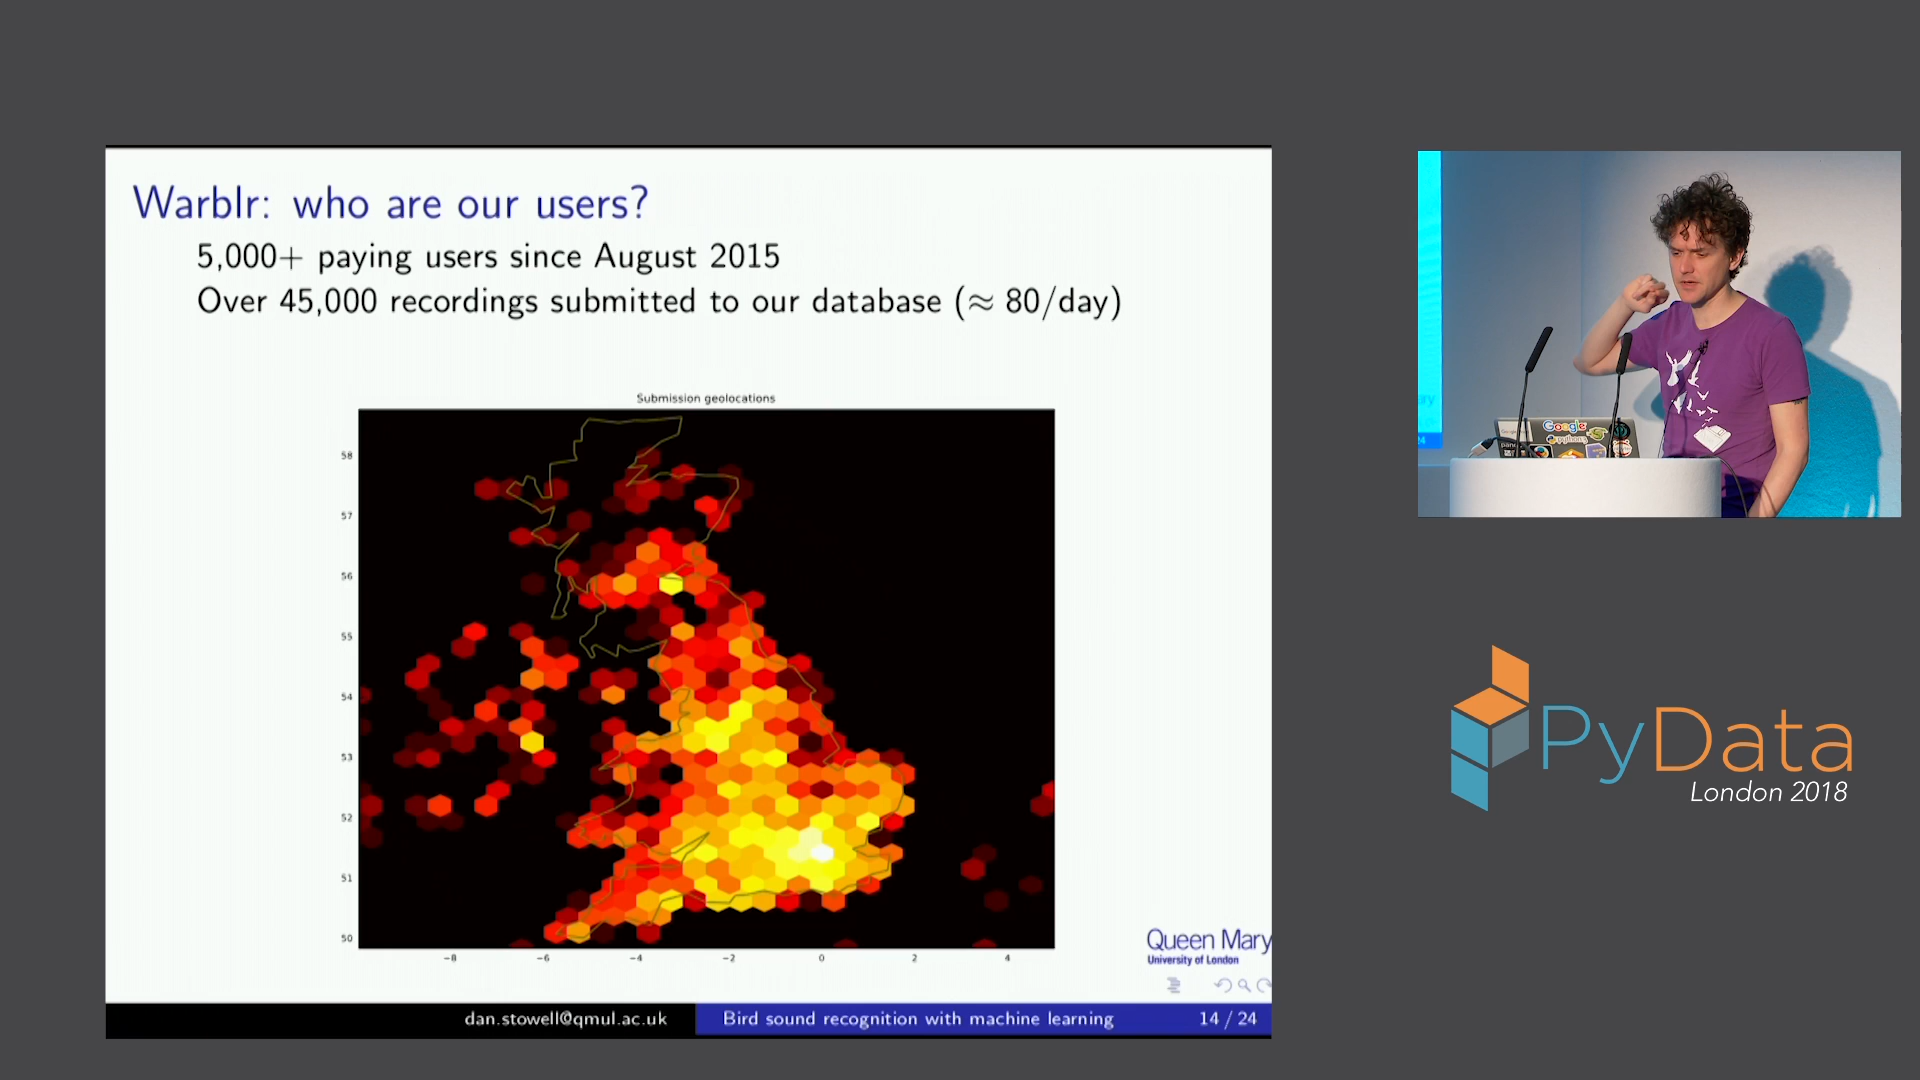 Warblr: who are our users?
5,000+ paying users since August 2015
Over 45,000 recordings submitted to our database (≈ 80/day)
Submission geolocations
58
57
56
55
54
53
52
51
50
−8 −6 −4 −2 0 2 4
Queen Mary
University of London
dan.stowell@qmul.ac.uk Bird sound recognition with machine learning 14 / 24
Google
python
PyData
London 2018